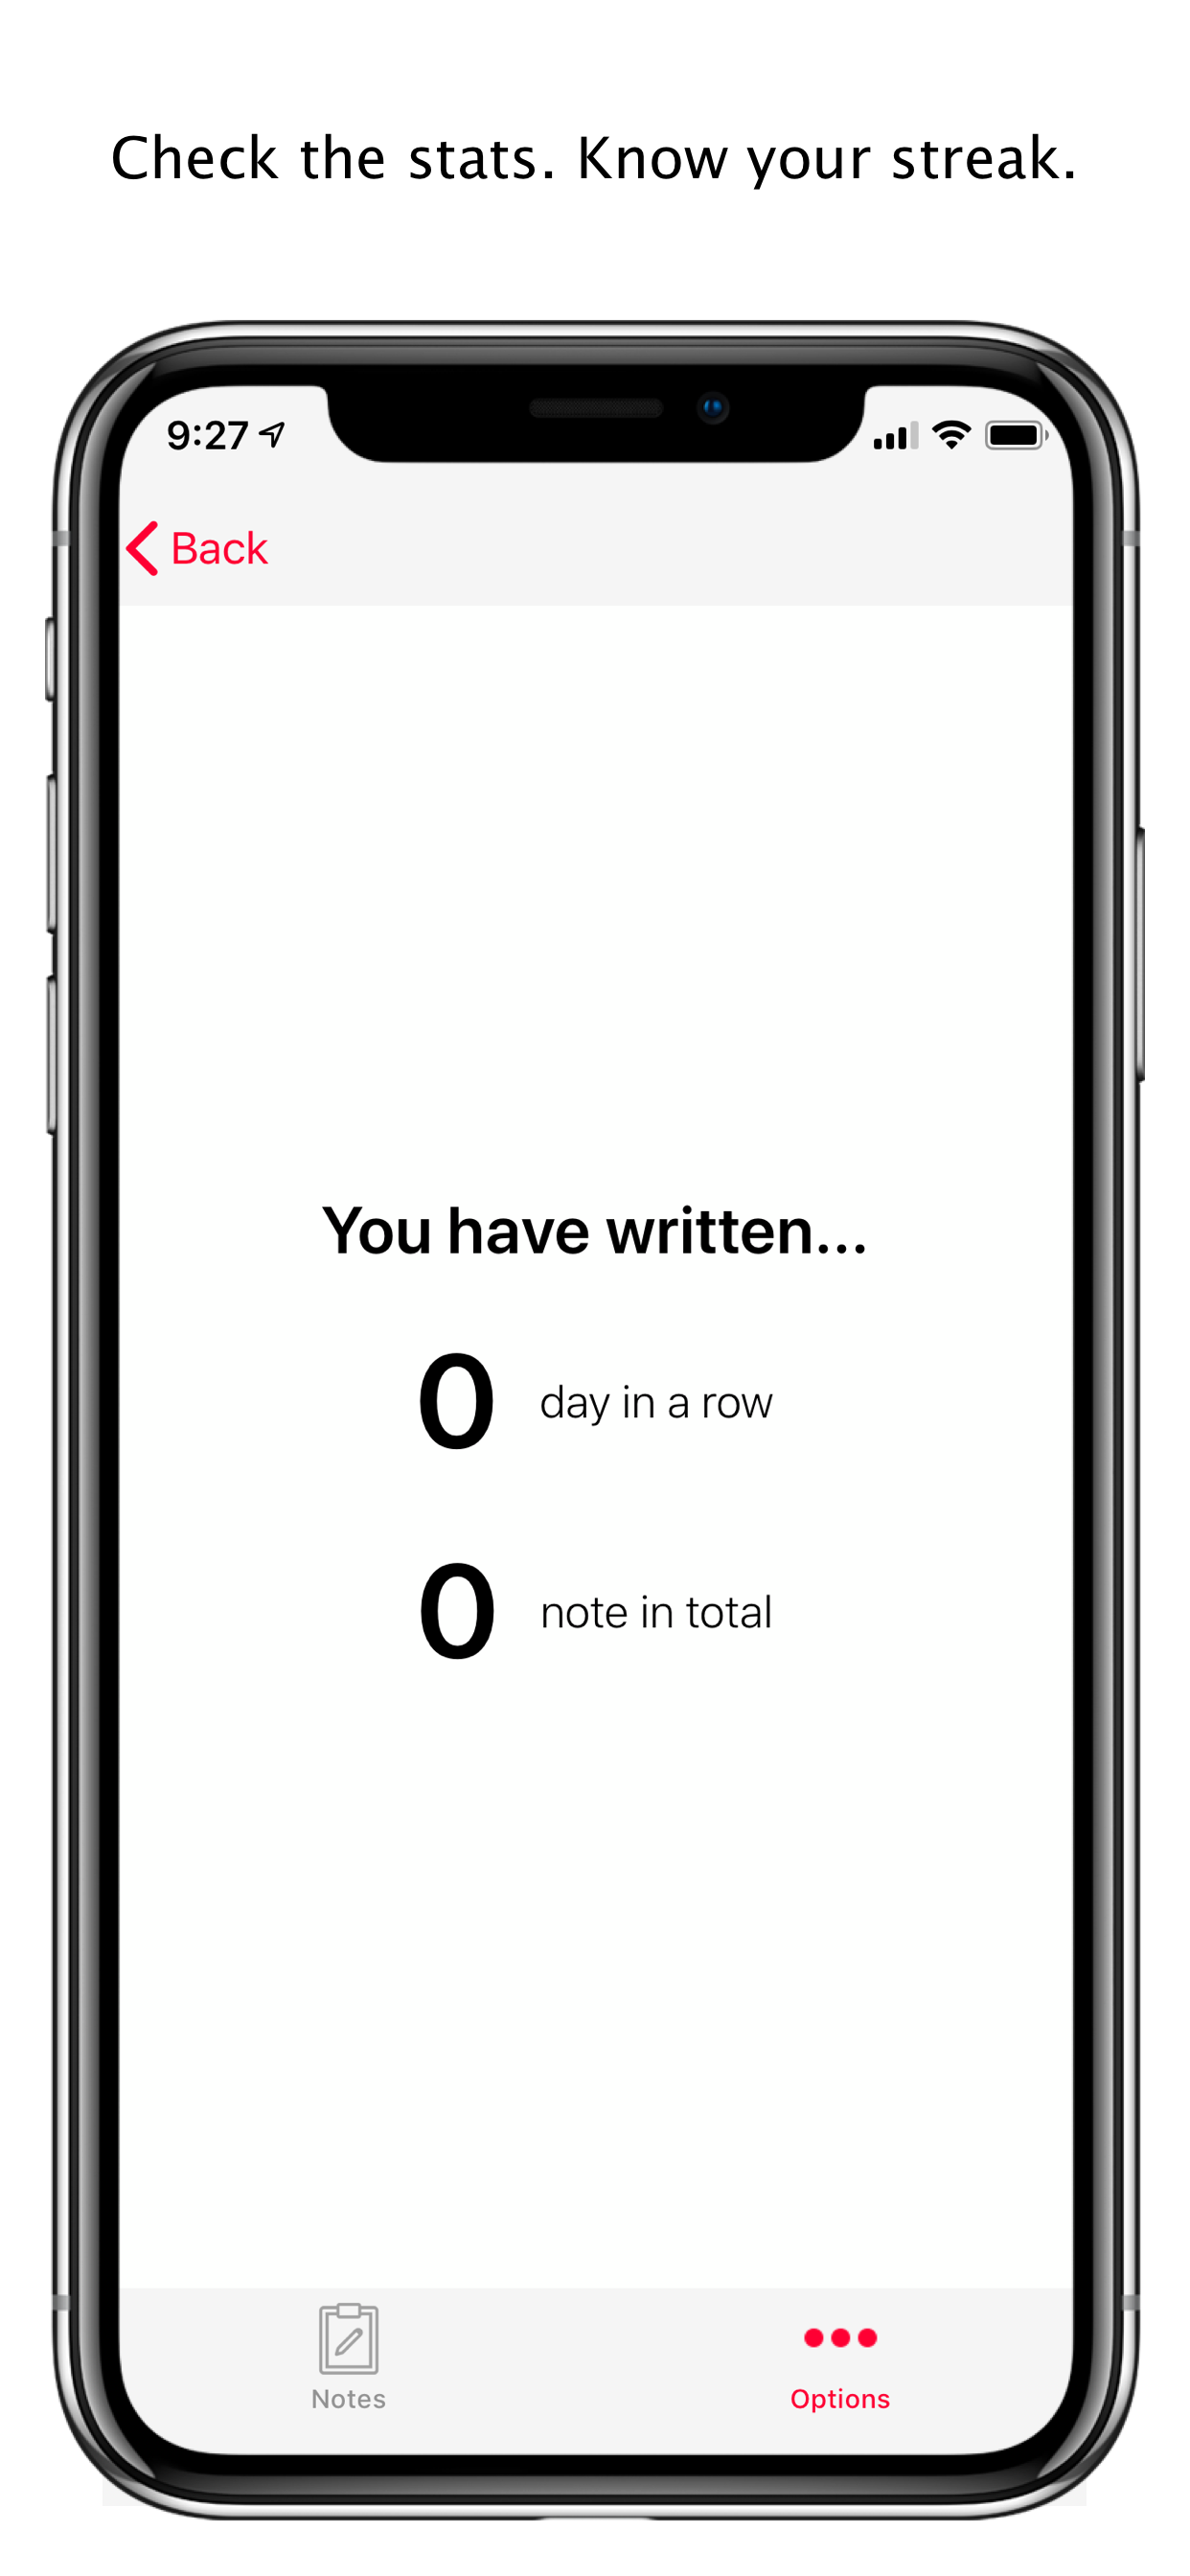 Check the stats. Know your streak.
9:27
Back
You have written...
0 day in a row
0 note in total
Notes
Options